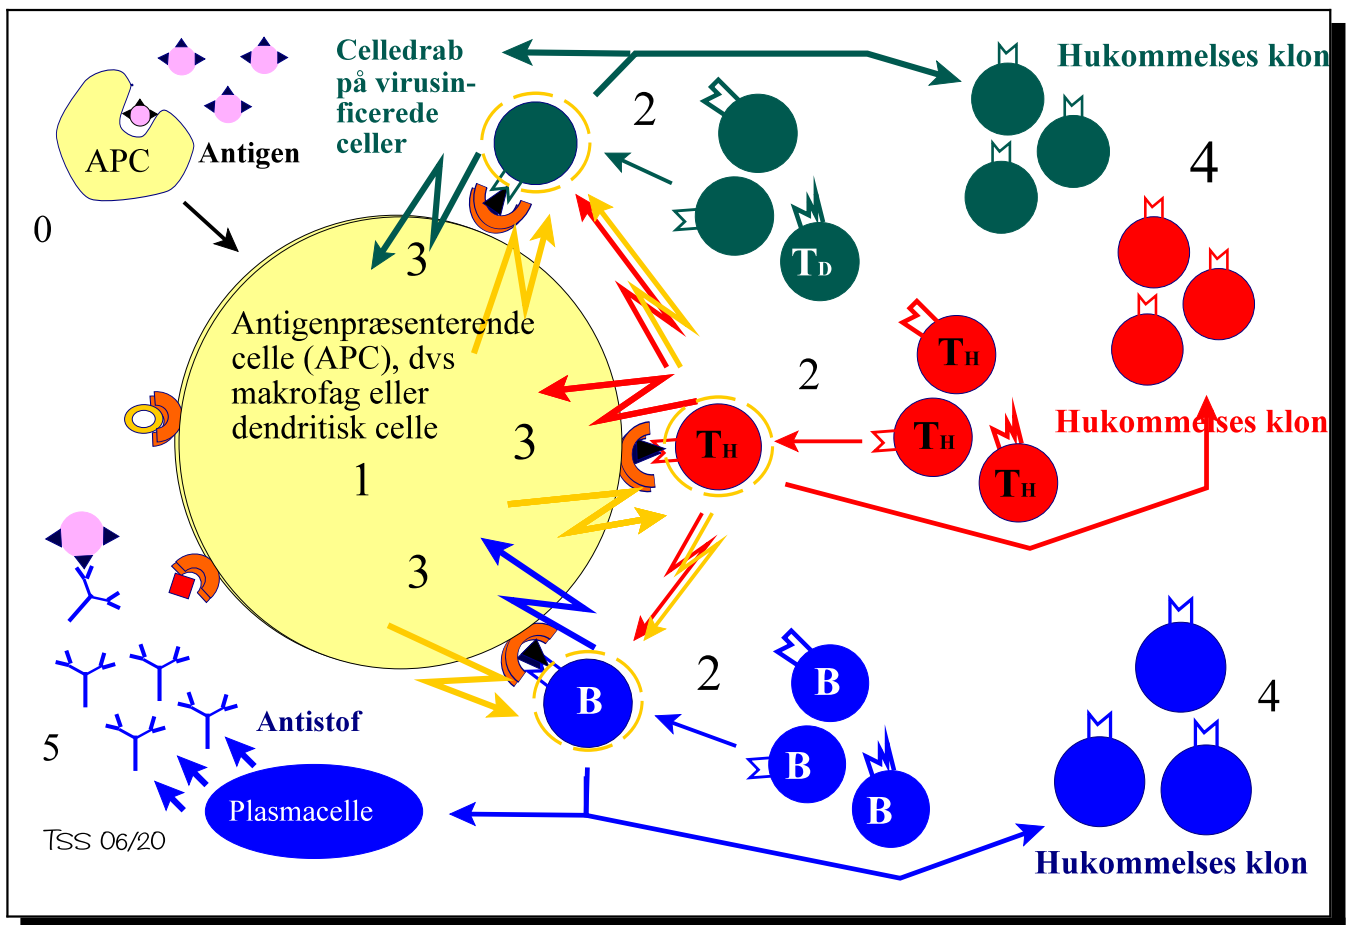 Celledrab
på virusin-
ficerede
celler
Hukommelses klon
APC
Antigen
2
4
0
3
TD
Antigenpræsenterende
celle (APC), dvs
makrofag eller
dendritisk celle
2
TH
TH
TH
TH
Hukommelses klon
3
1
3
2
B
B
B
B
4
5
Antistof
Plasmacelle
TSS 06/20
Hukommelses klon